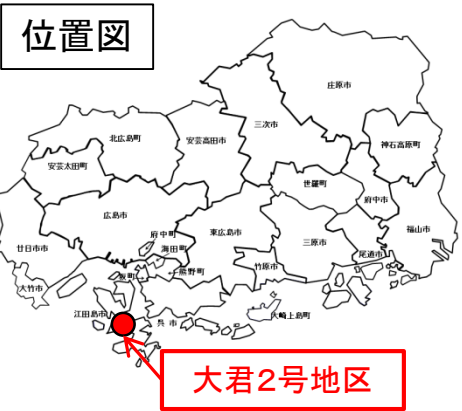 位置図
庄原市
三次市
北広島町
安芸高田市
神石高原町
安芸太田町
世羅町
府中市
広島市
福山市
府中町
東広島市
三原市
尾道市
廿日市市
海田町
熊野町
竹原市
坂町
大竹市
江田島市
呉市
大崎上島町
大君2号地区